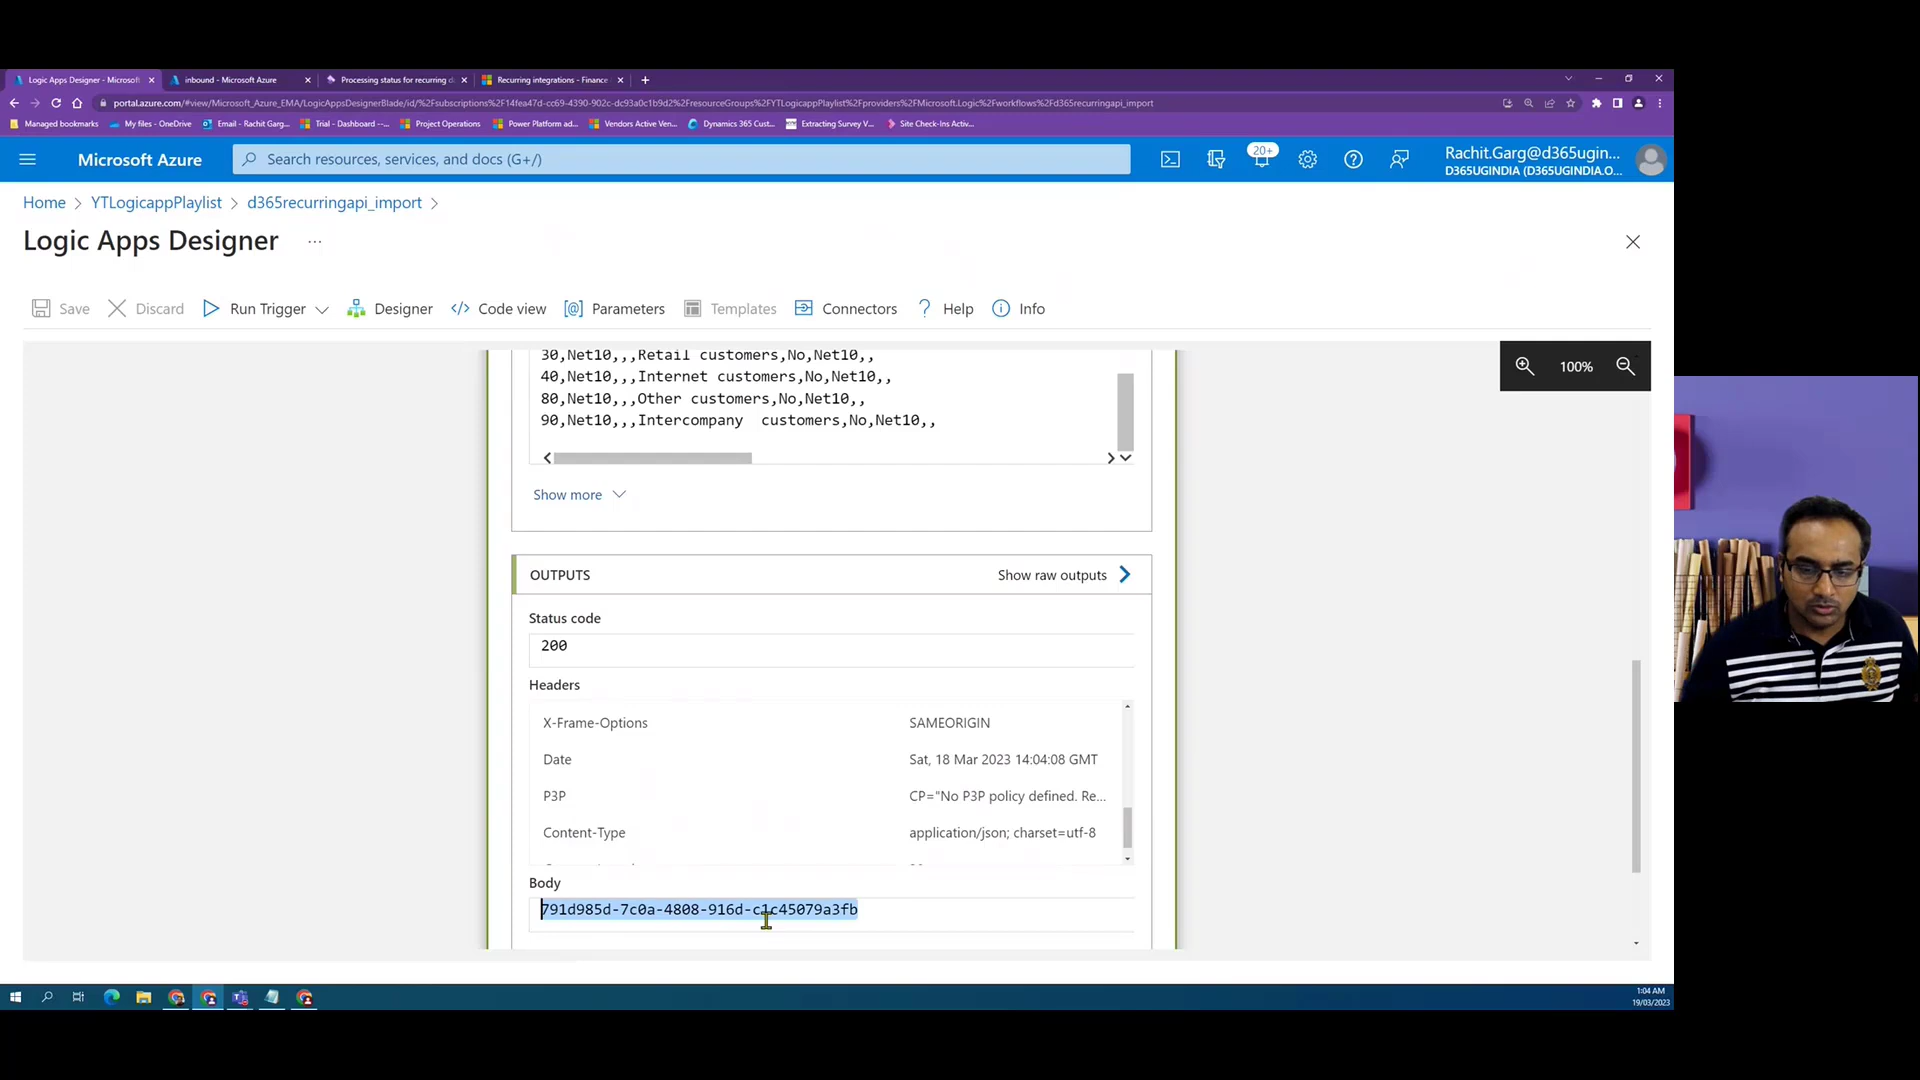 Logic Apps Designer - Microsoft
inbound - Microsoft Azure
Processing status for recurring d
Recurring integrations - Finance
portal.azure.com/#view/Microsoft_Azure_EMA/LogicAppsDesignerBlade/id/%2Fsubscriptions%2F14fea47d-cc69-4390-902c-dc93a0c1b9d2%2FresourceGroups%2FYTLogicappPlaylist%2Fproviders%2FMicrosoft.Logic%2Fworkflows%2Fd365recurringapi_import
Managed bookmarks
My files - OneDrive
Email - Rachit Garg...
Trial - Dashboard --...
Project Operations
Power Platform ad...
Vendors Active Ven...
Dynamics 365 Cust...
Extracting Survey V...
Site Check-Ins Activ...
Microsoft Azure
Search resources, services, and docs (G+/)
20+
Rachit.Garg@d365ugin...
D365UGINDIA (D365UGINDIA.O...
Home > YTLogicappPlaylist > d365recurringapi_import >
Logic Apps Designer ...
Save
Discard
Run Trigger
Designer
Code view
Parameters
Templates
Connectors
Help
Info
100%
30,Net10,,,Retail customers,No,Net10,,
40,Net10,,,Internet customers,No,Net10,,
80,Net10,,,Other customers,No,Net10,,
90,Net10,,,Intercompany  customers,No,Net10,,
Show more
OUTPUTS
Show raw outputs
Status code
200
Headers
X-Frame-Options SAMEORIGIN
Date Sat, 18 Mar 2023 14:04:08 GMT
P3P CP="No P3P policy defined. Re...
Content-Type application/json; charset=utf-8
Body
791d985d-7c0a-4808-916d-c1c45079a3fb
1:04 AM
19/03/2023